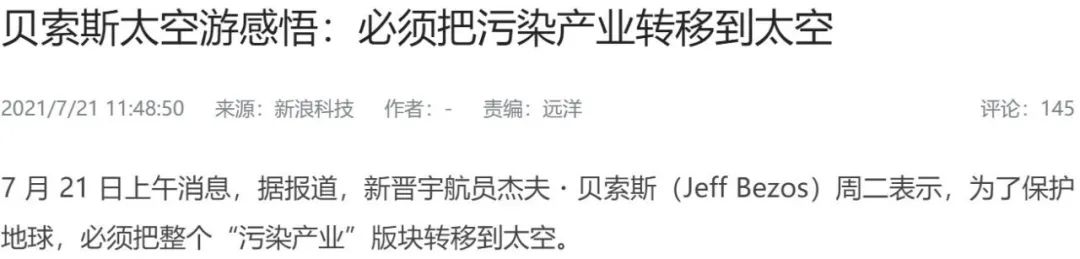 贝索斯太空游感悟：必须把污染产业转移到太空
2021/7/21 11:48:50 来源：新浪科技 作者：- 责编：远洋 评论：145
7 月 21 日上午消息，据报道，新晋宇航员杰夫·贝索斯（Jeff Bezos）周二表示，为了保护
地球，必须把整个“污染产业”版块转移到太空。